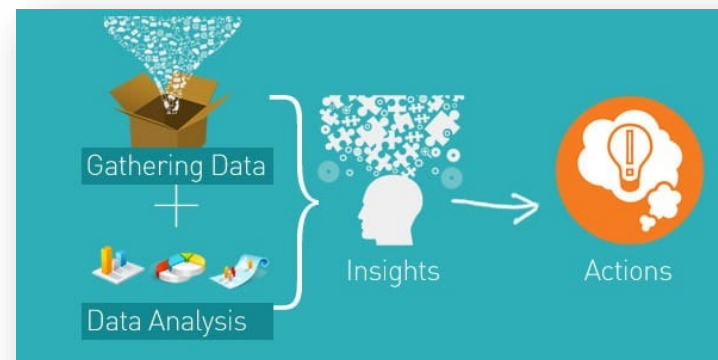 Gathering Data
Data Analysis
Insights
Actions